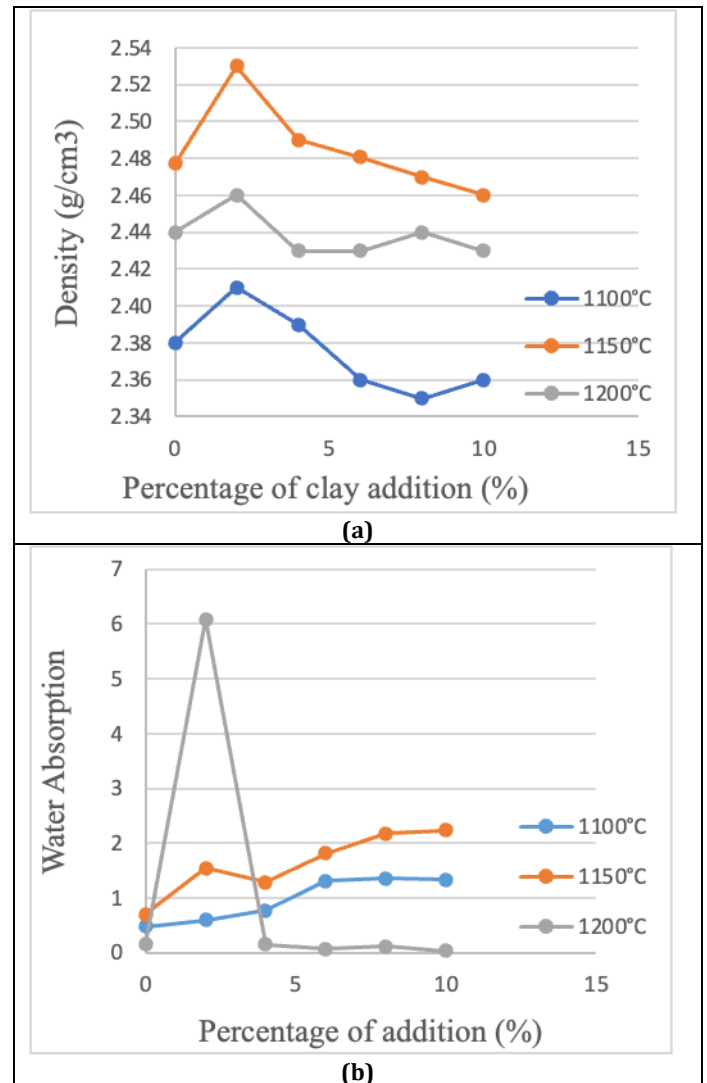 2.54
2.52
2.50
2.48
2.46
2.44
2.42
2.40
2.38
2.36
2.34
Density (g/cm3)
1100°C
1150°C
1200°C
0 5 10 15
Percentage of clay addition (%)
(a)
7
6
5
4
3
2
1
0
Water Absorption
1100°C
1150°C
1200°C
0 5 10 15
Percentage of addition (%)
(b)